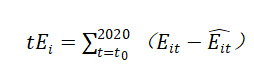 tE_i = \sum_{t=t_0}^{2020} (E_{it} - \widehat{E_{it}})